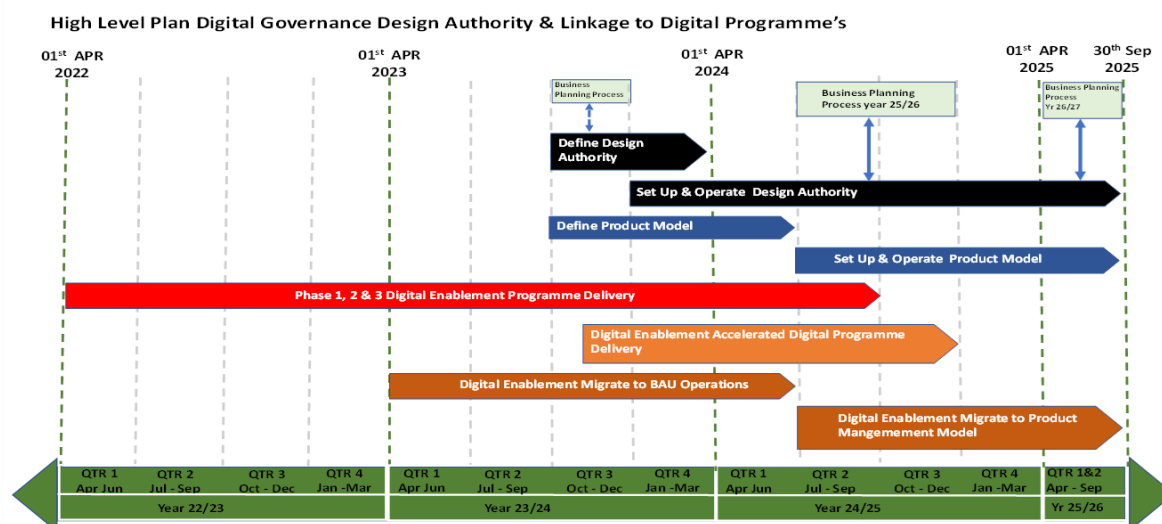 High Level Plan Digital Governance Design Authority & Linkage to Digital Programme’s
01st APR
2022
01st APR
2023
01st APR
2024
01st APR
2025
30th Sep
2025
Business
Planning Process
Business Planning
Process year 25/26
Business Planning
Process
Yr 26/27
Define Design
Authority
Set Up & Operate Design Authority
Define Product Model
Set Up & Operate Product Model
Phase 1, 2 & 3 Digital Enablement Programme Delivery
Digital Enablement Accelerated Digital Programme
Delivery
Digital Enablement Migrate to BAU Operations
Digital Enablement Migrate to Product
Mangemement Model
QTR 1
Apr Jun
QTR 2
Jul - Sep
QTR 3
Oct - Dec
QTR 4
Jan -Mar
QTR 1
Apr Jun
QTR 2
Jul - Sep
QTR 3
Oct - Dec
QTR 4
Jan -Mar
QTR 1
Apr Jun
QTR 2
Jul - Sep
QTR 3
Oct - Dec
QTR 4
Jan -Mar
QTR 1&2
Apr – Sep
Year 22/23
Year 23/24
Year 24/25
Yr 25/26